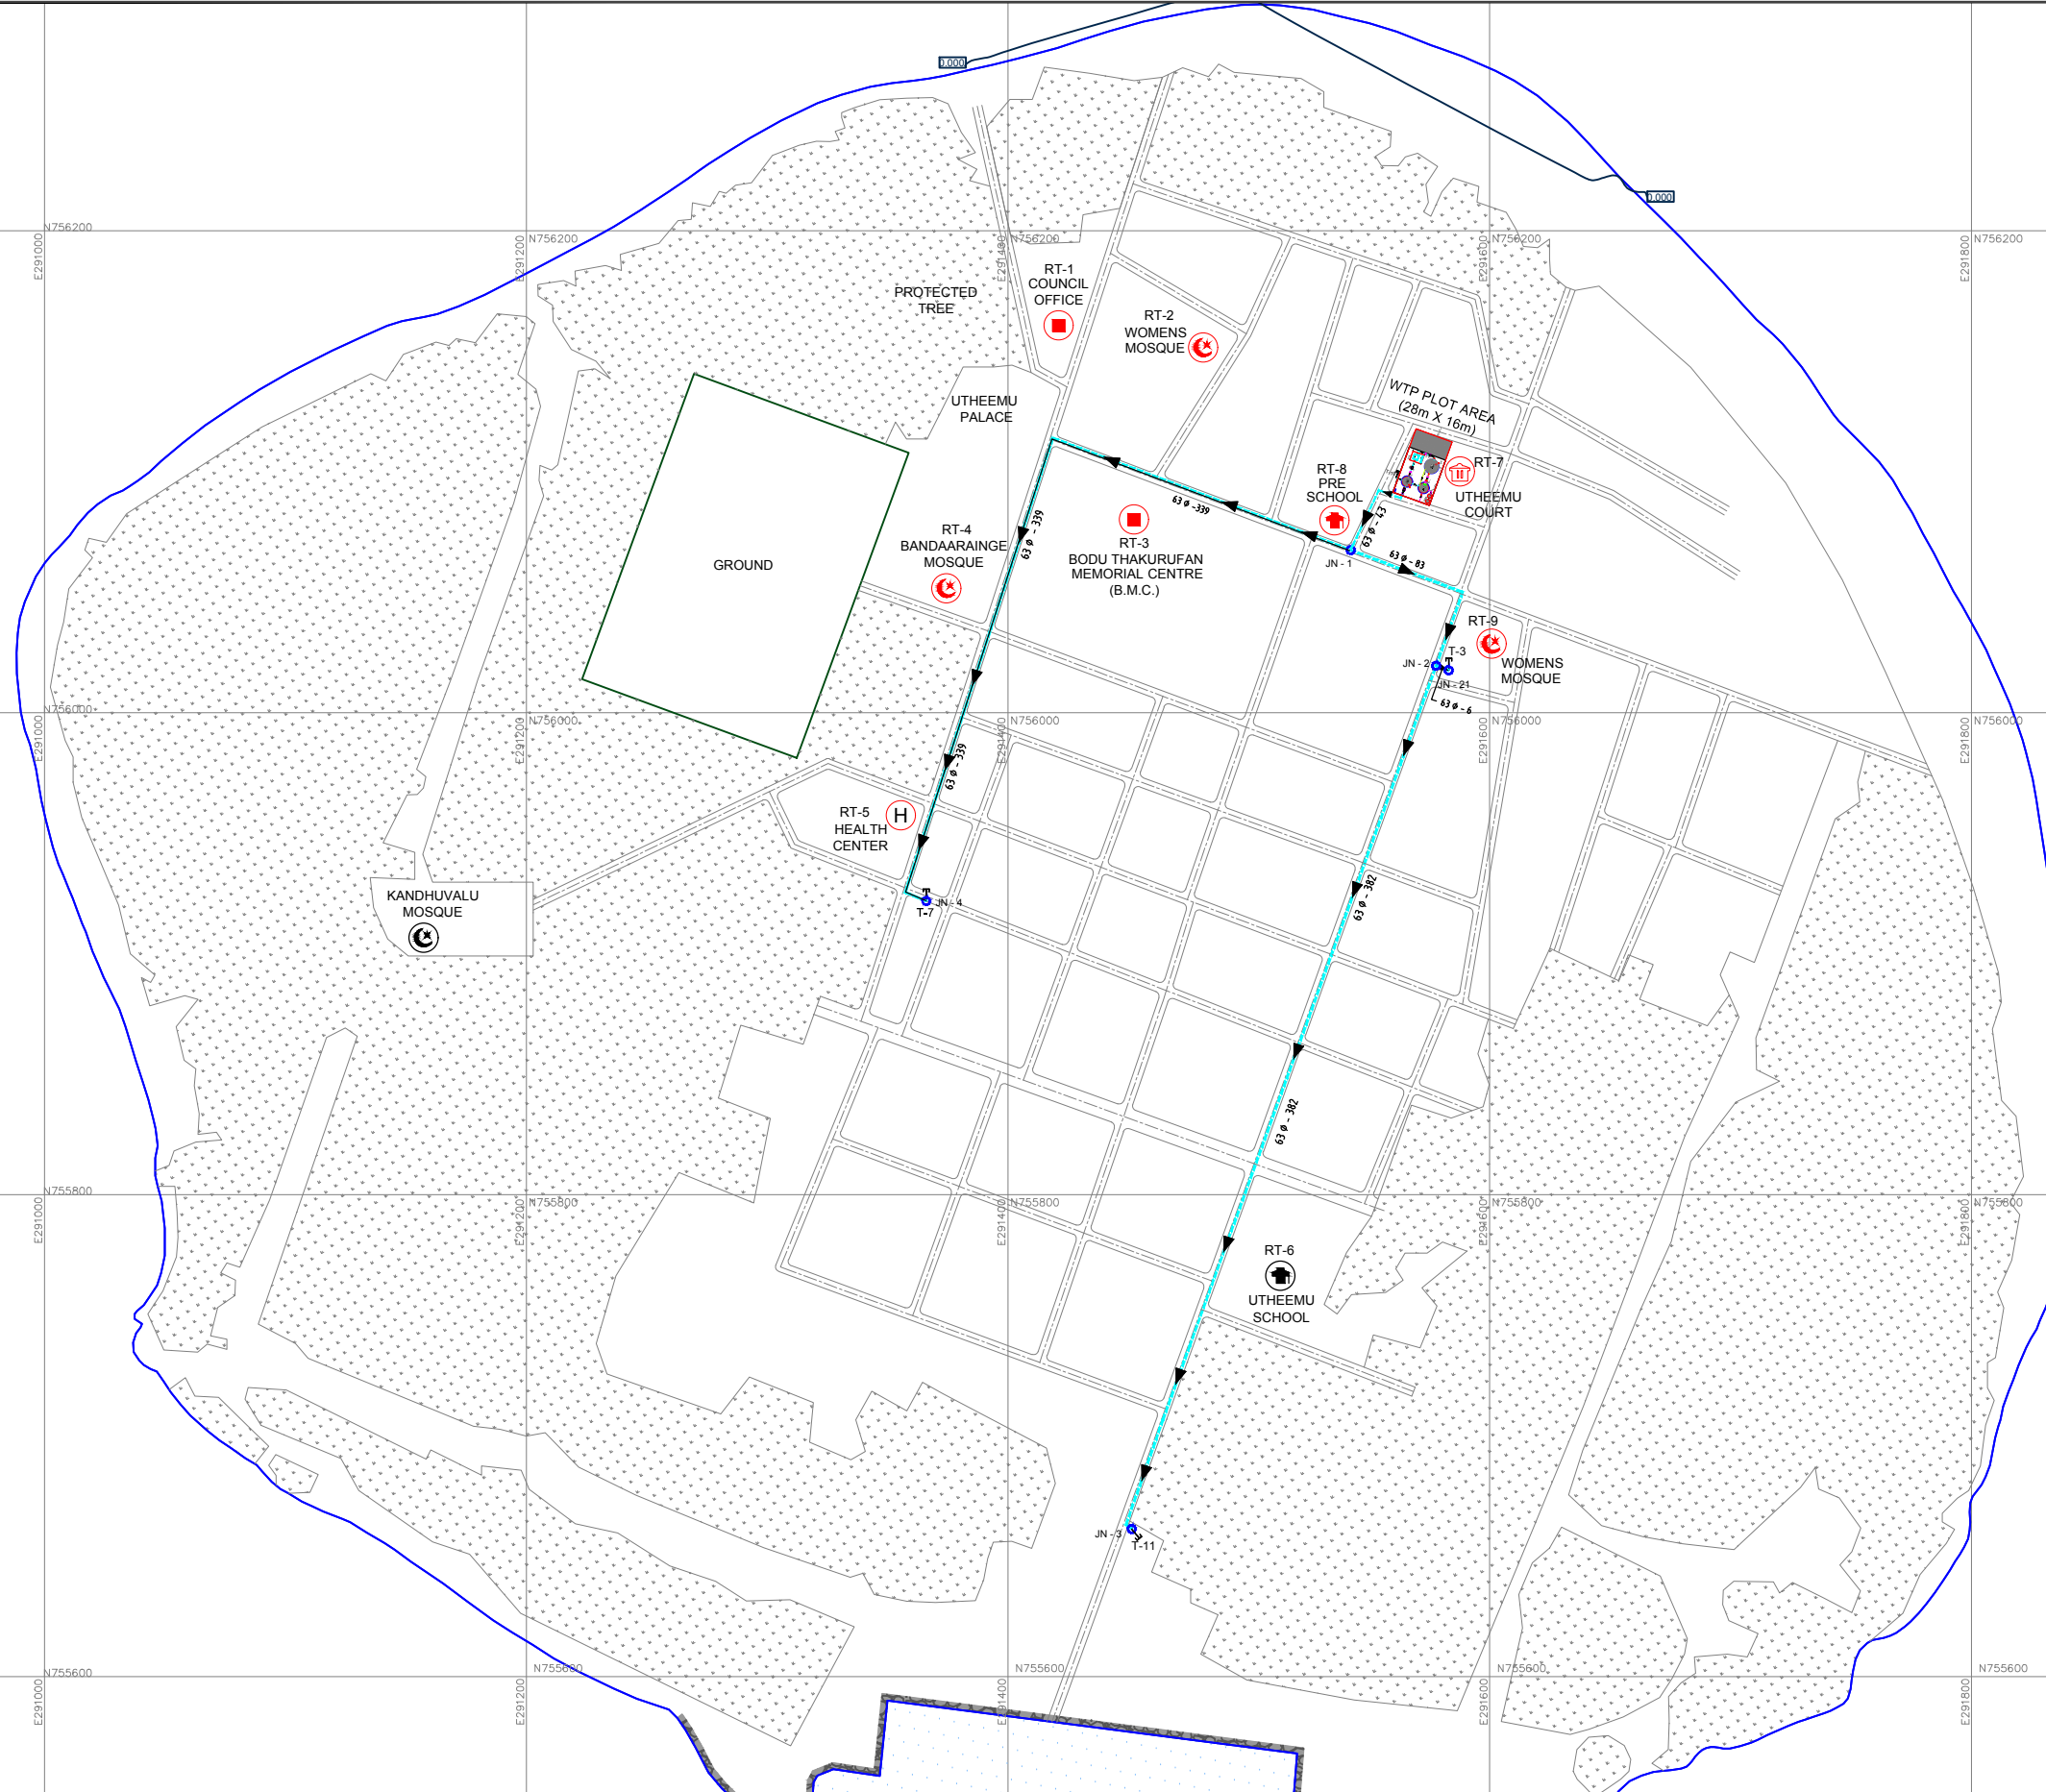 0.000
0.000
N756200
N756200
N756200
N756200
N756200
E291000
E291200
E291400
E291600
E291800
RT-1
COUNCIL
OFFICE
PROTECTED
TREE
RT-2
WOMENS
MOSQUE
UTHEEMU
PALACE
WTP PLOT AREA
(28m X 16m)
RT-7
UTHEEMU
COURT
RT-8
PRE
SCHOOL
63 ø -339
63 ø - 43
63 ø - 83
JN - 1
63 ø - 339
RT-4
BANDAARAINGE
MOSQUE
RT-3
BODU THAKURUFAN
MEMORIAL CENTRE
(B.M.C.)
GROUND
RT-9
WOMENS
MOSQUE
T-3
JN - 2
JN - 21
63 ø - 6
N756000
N756000
N756000
N756000
N756000
E291000
E291200
E291400
E291600
E291800
63 ø - 339
RT-5
HEALTH
CENTER
H
JN - 4
T-7
KANDHUVALU
MOSQUE
63 ø - 382
63 ø - 382
N755800
N755800
N755800
N755800
N755800
E291000
E291200
E291400
E291600
E291800
RT-6
UTHEEMU
SCHOOL
JN - 3
T-11
N755600
N755600
N755600
N755600
N755600
E291000
E291200
E291400
E291600
E291800